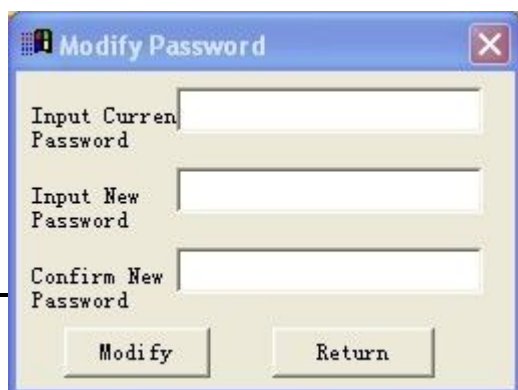 Modify Password
Input Curren
Password
Input New
Password
Confirm New
Password
Modify
Return